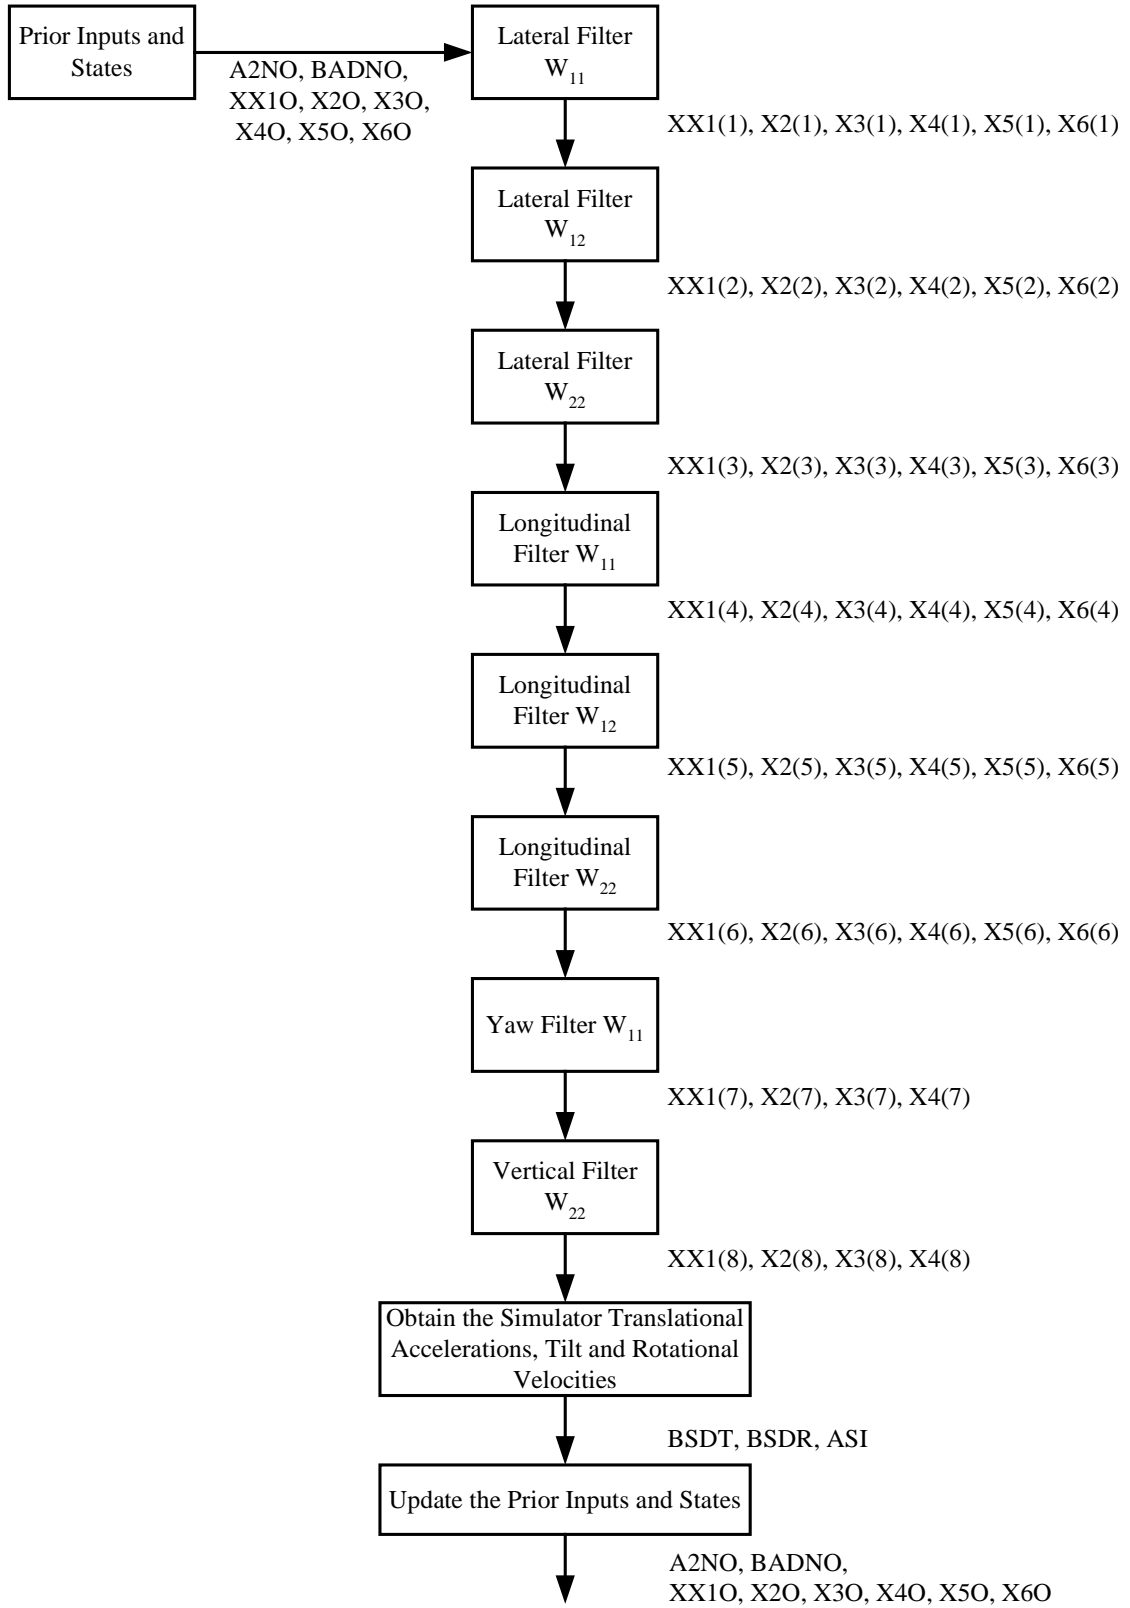 Prior Inputs and
States
A2NO, BADNO,
XX1O, X2O, X3O,
X4O, X5O, X6O
Lateral Filter
W11
XX1(1), X2(1), X3(1), X4(1), X5(1), X6(1)
Lateral Filter
W12
XX1(2), X2(2), X3(2), X4(2), X5(2), X6(2)
Lateral Filter
W22
XX1(3), X2(3), X3(3), X4(3), X5(3), X6(3)
Longitudinal
Filter W11
XX1(4), X2(4), X3(4), X4(4), X5(4), X6(4)
Longitudinal
Filter W12
XX1(5), X2(5), X3(5), X4(5), X5(5), X6(5)
Longitudinal
Filter W22
XX1(6), X2(6), X3(6), X4(6), X5(6), X6(6)
Yaw Filter W11
XX1(7), X2(7), X3(7), X4(7)
Vertical Filter
W22
XX1(8), X2(8), X3(8), X4(8)
Obtain the Simulator Translational
Accelerations, Tilt and Rotational
Velocities
BSDT, BSDR, ASI
Update the Prior Inputs and States
A2NO, BADNO,
XX1O, X2O, X3O, X4O, X5O, X6O